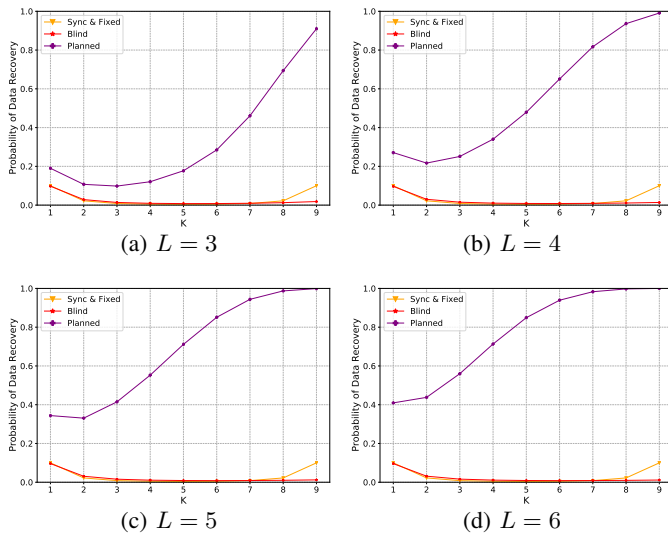 Probability of Data Recovery
1.0
0.8
0.6
0.4
0.2
0.0
Sync & Fixed
Blind
Planned
1 2 3 4 5 6 7 8 9
K
(a) L = 3
Probability of Data Recovery
1.0
0.8
0.6
0.4
0.2
0.0
Sync & Fixed
Blind
Planned
1 2 3 4 5 6 7 8 9
K
(b) L = 4
Probability of Data Recovery
1.0
0.8
0.6
0.4
0.2
0.0
Sync & Fixed
Blind
Planned
1 2 3 4 5 6 7 8 9
K
(c) L = 5
Probability of Data Recovery
1.0
0.8
0.6
0.4
0.2
0.0
Sync & Fixed
Blind
Planned
1 2 3 4 5 6 7 8 9
K
(d) L = 6